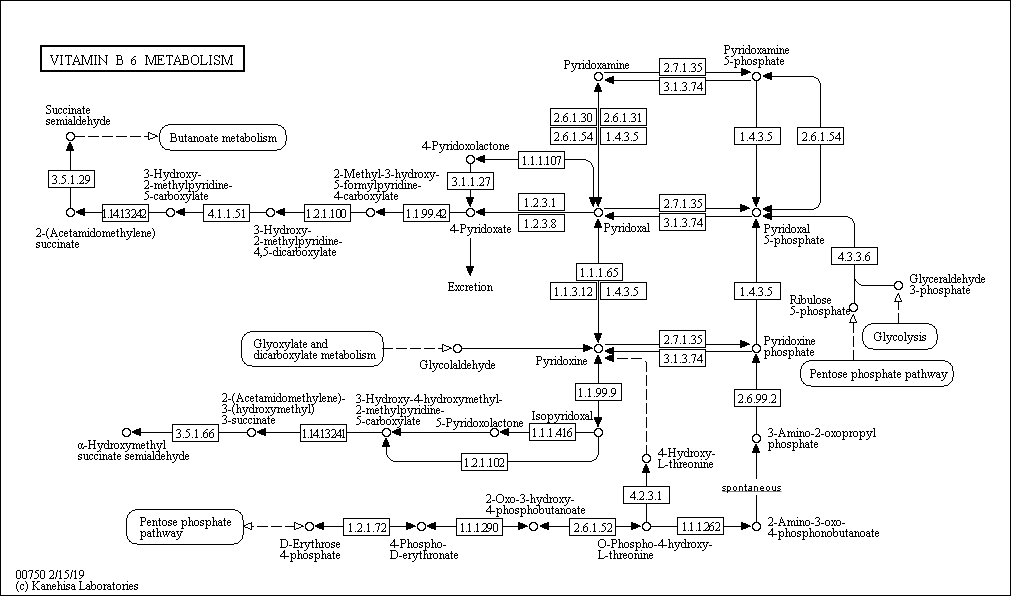 VITAMIN B 6 METABOLISM
Pyridoxamine
2.7.1.35
3.1.3.74
Pyridoxamine
5-phosphate
2.6.1.30
2.6.1.31
2.6.1.54
1.4.3.5
1.4.3.5
2.6.1.54
Succinate
semialdehyde
Butanoate metabolism
4-Pyridoxolactone
1.1.1.107
3.1.1.27
3.5.1.29
3-Hydroxy-
2-methylpyridine-
5-carboxylate
2-Methyl-3-hydroxy-
5-formylpyridine-
4-carboxylate
1.14.13.242
4.1.1.51
1.2.1.100
1.1.99.42
1.2.3.1
1.2.3.8
2.7.1.35
3.1.3.74
2-(Acetamidomethylene)
succinate
3-Hydroxy-
2-methylpyridine-
4,5-dicarboxylate
4-Pyridoxate
Pyridoxal
Pyridoxal
5-phosphate
Excretion
1.1.1.65
1.1.3.12
1.4.3.5
1.4.3.5
4.3.3.6
Glyceraldehyde
3-phosphate
Ribulose
5-phosphate
Glycolysis
Pentose phosphate pathway
Glyoxylate and
dicarboxylate metabolism
Glycolaldehyde
Pyridoxine
2.7.1.35
3.1.3.74
Pyridoxine
phosphate
1.1.99.9
2.6.99.2
2-(Acetamidomethylene)-
3-(hydroxymethyl)
3-succinate
3-Hydroxy-4-hydroxymethyl-
2-methylpyridine-
5-carboxylate
5-Pyridoxolactone
Isopyridoxal
3.5.1.66
1.14.13.241
1.1.1.416
1.2.1.102
α-Hydroxymethyl
succinate semialdehyde
3-Amino-2-oxopropyl
phosphate
4-Hydroxy-
L-threonine
spontaneous
4.2.3.1
Pentose phosphate
pathway
2-Oxo-3-hydroxy-
4-phosphobutanoate
1.2.1.72
1.1.1.290
2.6.1.52
1.1.1.262
D-Erythrose
4-phosphate
4-Phospho-
D-erythronate
O-Phospho-4-hydroxy-
L-threonine
2-Amino-3-oxo-
4-phosphonobutanoate
00750 2/15/19
(c) Kanehisa Laboratories